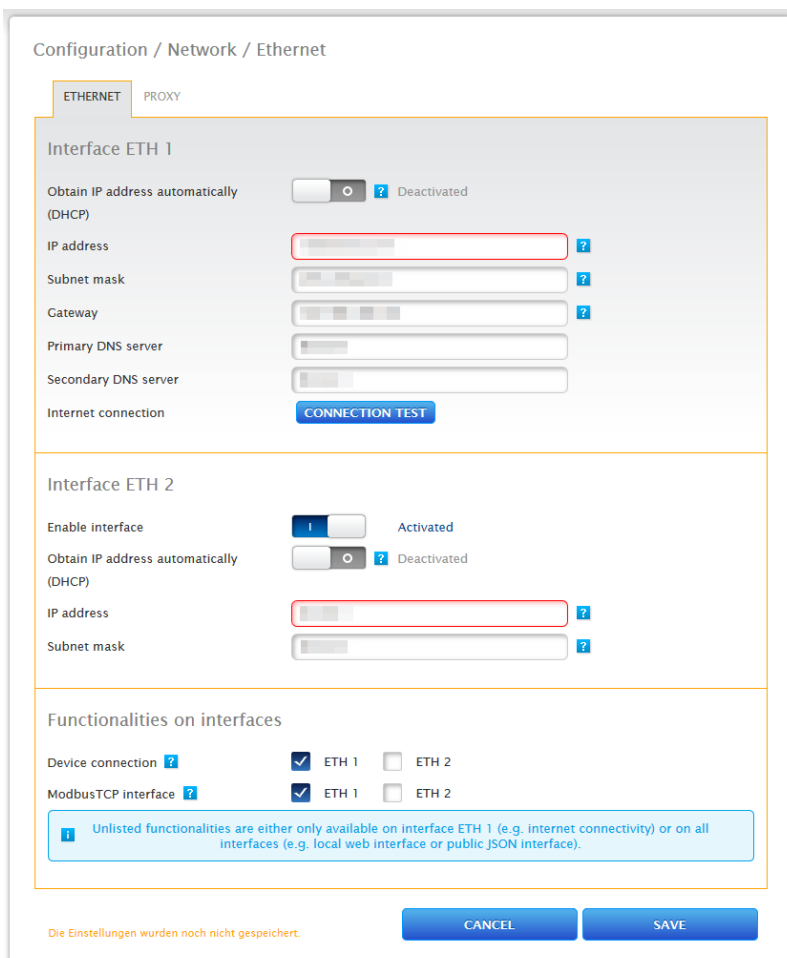 Configuration / Network / Ethernet
ETHERNET PROXY
Interface ETH 1
Obtain IP address automatically
(DHCP)
O ? Deactivated
IP address ?
Subnet mask ?
Gateway ?
Primary DNS server
Secondary DNS server
Internet connection CONNECTION TEST
Interface ETH 2
Enable interface I Activated
Obtain IP address automatically
(DHCP)
O ? Deactivated
IP address ?
Subnet mask ?
Functionalities on interfaces
Device connection ? ETH 1 ETH 2
ModbusTCP interface ? ETH 1 ETH 2
i Unlisted functionalities are either only available on interface ETH 1 (e.g. internet connectivity) or on all
interfaces (e.g. local web interface or public JSON interface).
Die Einstellungen wurden noch nicht gespeichert. CANCEL SAVE